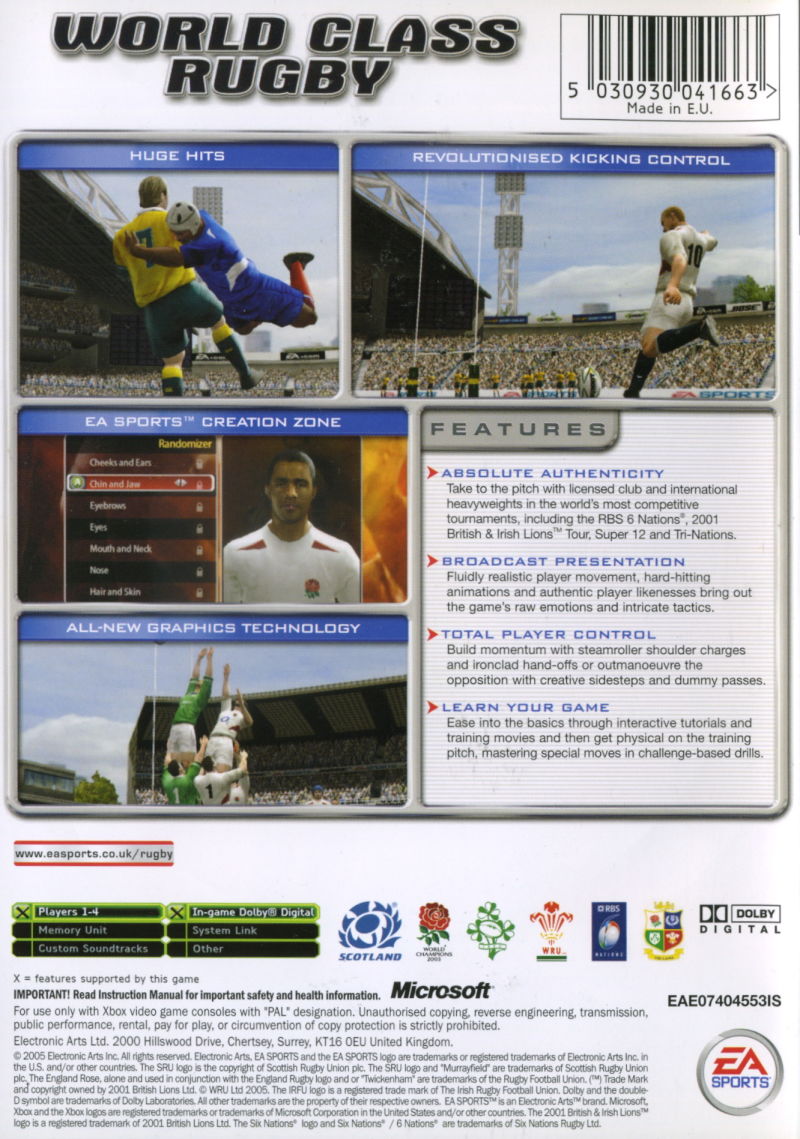 WORLD CLASS
RUGBY
5 030930 041663 >
Made in E.U.
HUGE HITS
REVOLUTIONISED KICKING CONTROL
7
10
BOSE
EA SPORTS
EA SPORTS™ CREATION ZONE
Randomizer
Cheeks and Ears
A Chin and Jaw
Eyebrows
Eyes
Mouth and Neck
Nose
Hair and Skin
ALL-NEW GRAPHICS TECHNOLOGY
1
1
FEATURES
ABSOLUTE AUTHENTICITY
Take to the pitch with licensed club and international
heavyweights in the world's most competitive
tournaments, including the RBS 6 Nations®, 2001
British & Irish Lions™ Tour, Super 12 and Tri-Nations.
BROADCAST PRESENTATION
Fluidly realistic player movement, hard-hitting
animations and authentic player likenesses bring out
the game's raw emotions and intricate tactics.
TOTAL PLAYER CONTROL
Build momentum with steamroller shoulder charges
and ironclad hand-offs or outmanoeuvre the
opposition with creative sidesteps and dummy passes.
LEARN YOUR GAME
Ease into the basics through interactive tutorials and
training movies and then get physical on the training
pitch, mastering special moves in challenge-based drills.
www.easports.co.uk/rugby
X Players 1-4
X In-game Dolby® Digital
Memory Unit
System Link
Custom Soundtracks
Other
SCOTLAND
WORLD
CHAMPIONS
2003
WRU
RBS
NATIONS
DOLBY
DIGITAL
X = features supported by this game
IMPORTANT! Read Instruction Manual for important safety and health information.
Microsoft®
EAE07404553IS
For use only with Xbox video game consoles with "PAL" designation. Unauthorised copying, reverse engineering, transmission,
public performance, rental, pay for play, or circumvention of copy protection is strictly prohibited.
Electronic Arts Ltd. 2000 Hillswood Drive, Chertsey, Surrey, KT16 0EU United Kingdom.
© 2005 Electronic Arts Inc. All rights reserved. Electronic Arts, EA SPORTS and the EA SPORTS logo are trademarks or registered trademarks of Electronic Arts Inc. in
the U.S. and/or other countries. The SRU logo is the copyright of Scottish Rugby Union plc. The SRU logo and "Murrayfield" are trademarks of Scottish Rugby Union
plc. The England Rose, alone and used in conjunction with the England Rugby logo and or "Twickenham" are trademarks of the Rugby Football Union. (™) Trade Mark
and copyright owned by 2001 British Lions Ltd. © WRU Ltd 2005. The IRFU logo is a registered trade mark of The Irish Rugby Football Union. Dolby and the double-
D symbol are trademarks of Dolby Laboratories. All other trademarks are the property of their respective owners. EA SPORTS™ is an Electronic Arts™ brand. Microsoft,
Xbox and the Xbox logos are registered trademarks or trademarks of Microsoft Corporation in the United States and/or other countries. The 2001 British & Irish Lions™
logo is a registered trademark of 2001 British Lions Ltd. The Six Nations® logo and Six Nations® / 6 Nations® are trademarks of Six Nations Rugby Ltd.
EA
SPORTS™